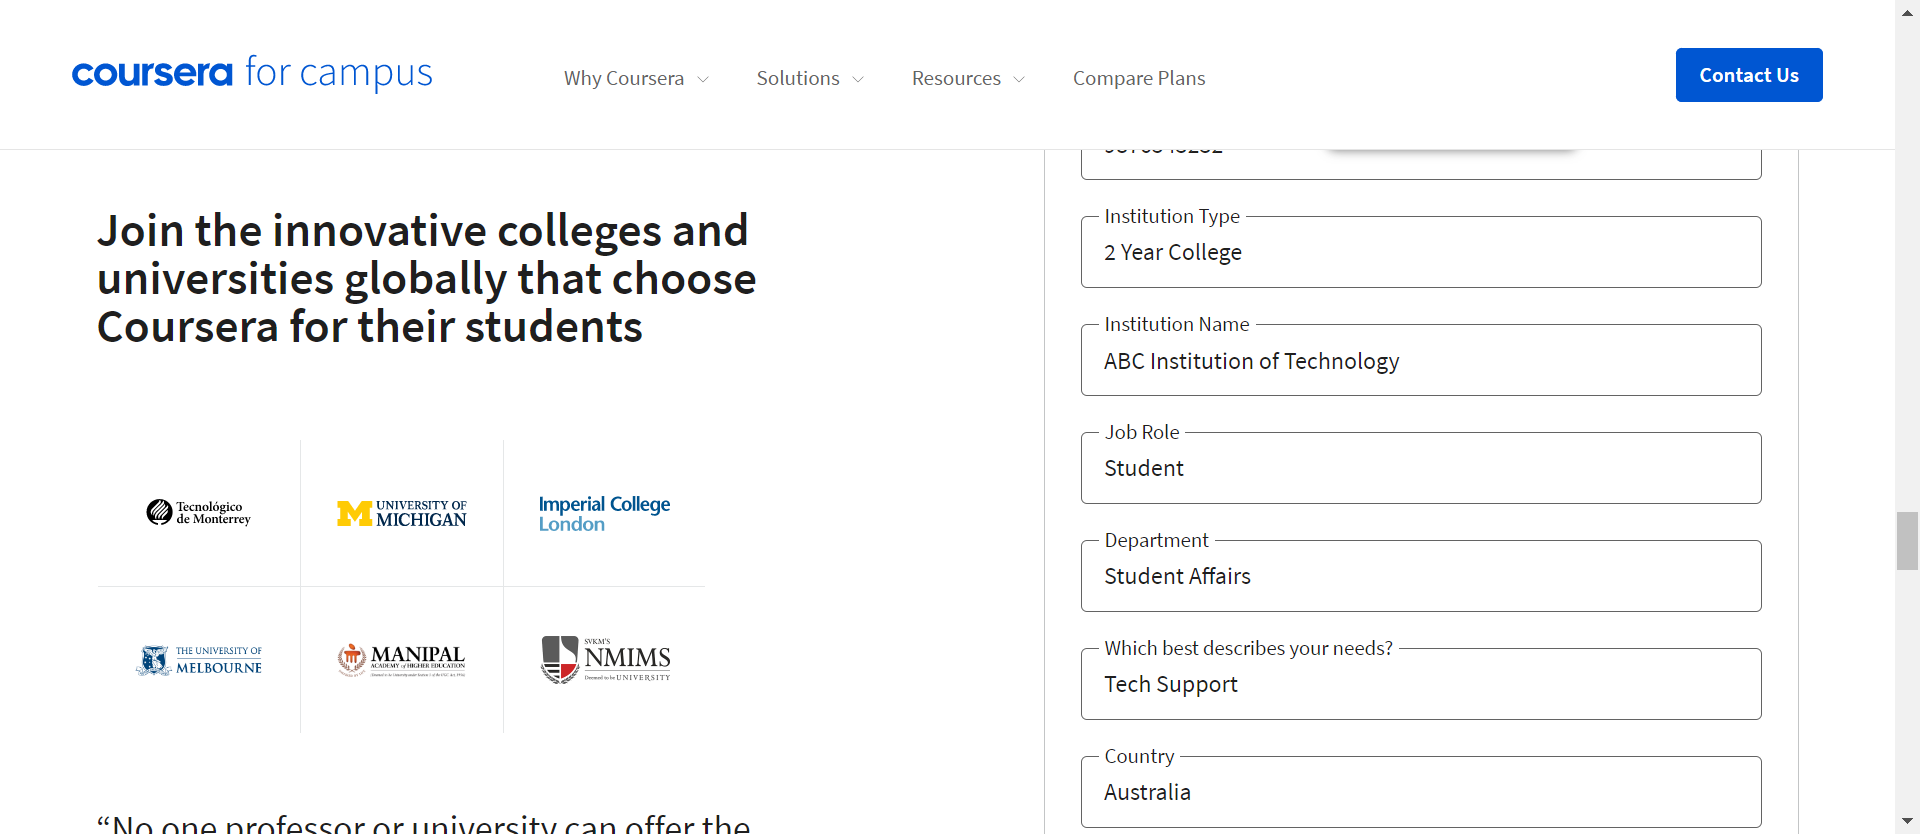 coursera for campus
Why Coursera
Solutions
Resources
Compare Plans
Contact Us
Join the innovative colleges and
universities globally that choose
Coursera for their students
Tecnológico
de Monterrey
UNIVERSITY OF
MICHIGAN
Imperial College
London
THE UNIVERSITY OF
MELBOURNE
MANIPAL
ACADEMY of HIGHER EDUCATION
SVKM'S
NMIMS
Deemed to be UNIVERSITY
“No one professor or university can offer the
Institution Type
2 Year College
Institution Name
ABC Institution of Technology
Job Role
Student
Department
Student Affairs
Which best describes your needs?
Tech Support
Country
Australia